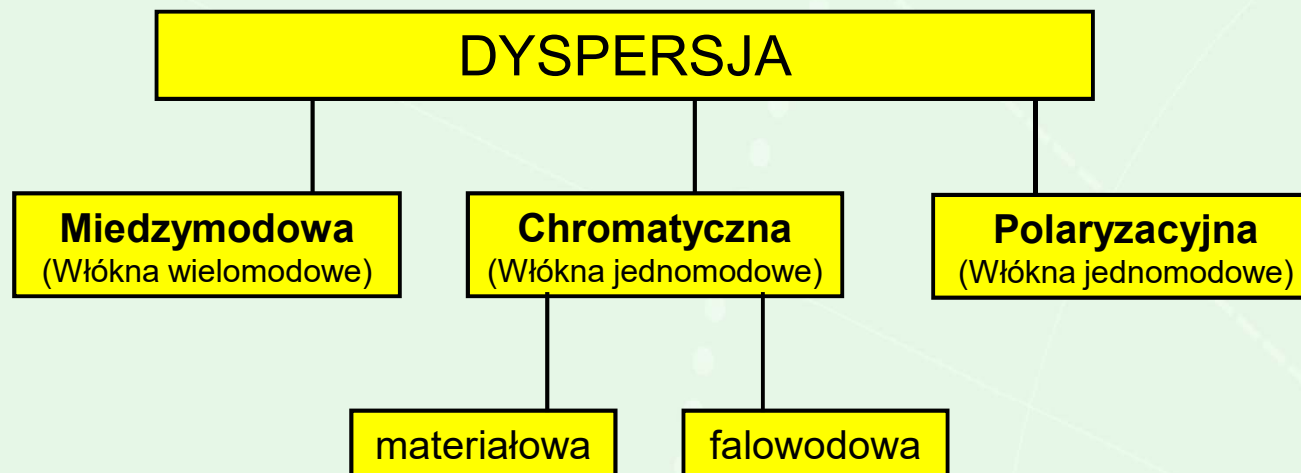 DYSPERSJA
Miedzymodowa
(Włókna wielomodowe)
Chromatyczna
(Włókna jednomodowe)
Polaryzacyjna
(Włókna jednomodowe)
materiałowa
falowodowa